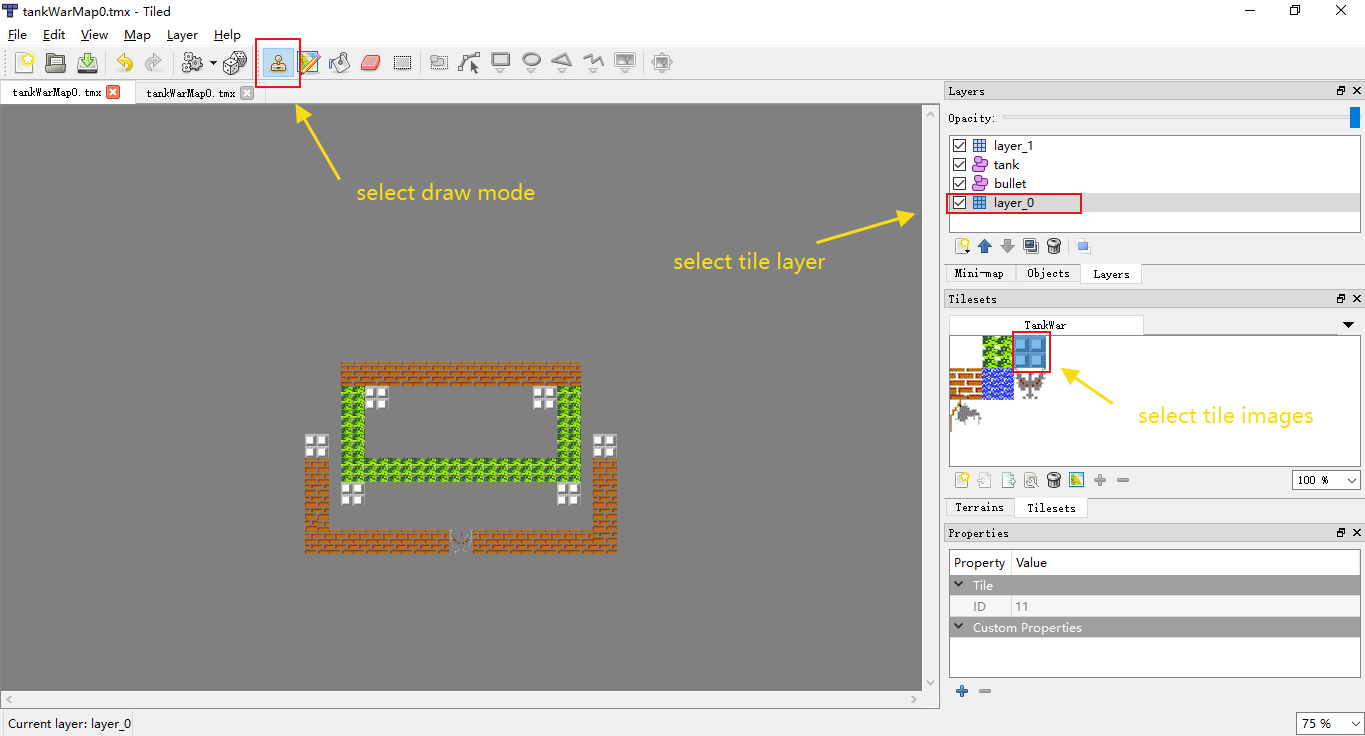 tankWarMap0.tmx - Tiled
File Edit View Map Layer Help
tankWarMap0. tmx tankWarMap0. tmx
select draw mode
select tile layer
select tile images
Layers
Opacity:
layer_1
tank
bullet
layer_0
Mini-map Objects Layers
Tilesets
TankWar
100 %
Terrains Tilesets
Properties
Property Value
Tile
ID 11
Custom Properties
Current layer: layer_0
75 %